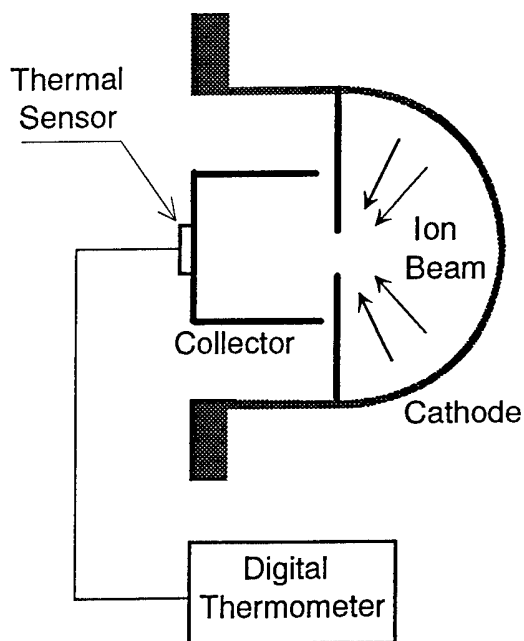 Thermal
Sensor
Ion
Beam
Collector
Cathode
Digital
Thermometer